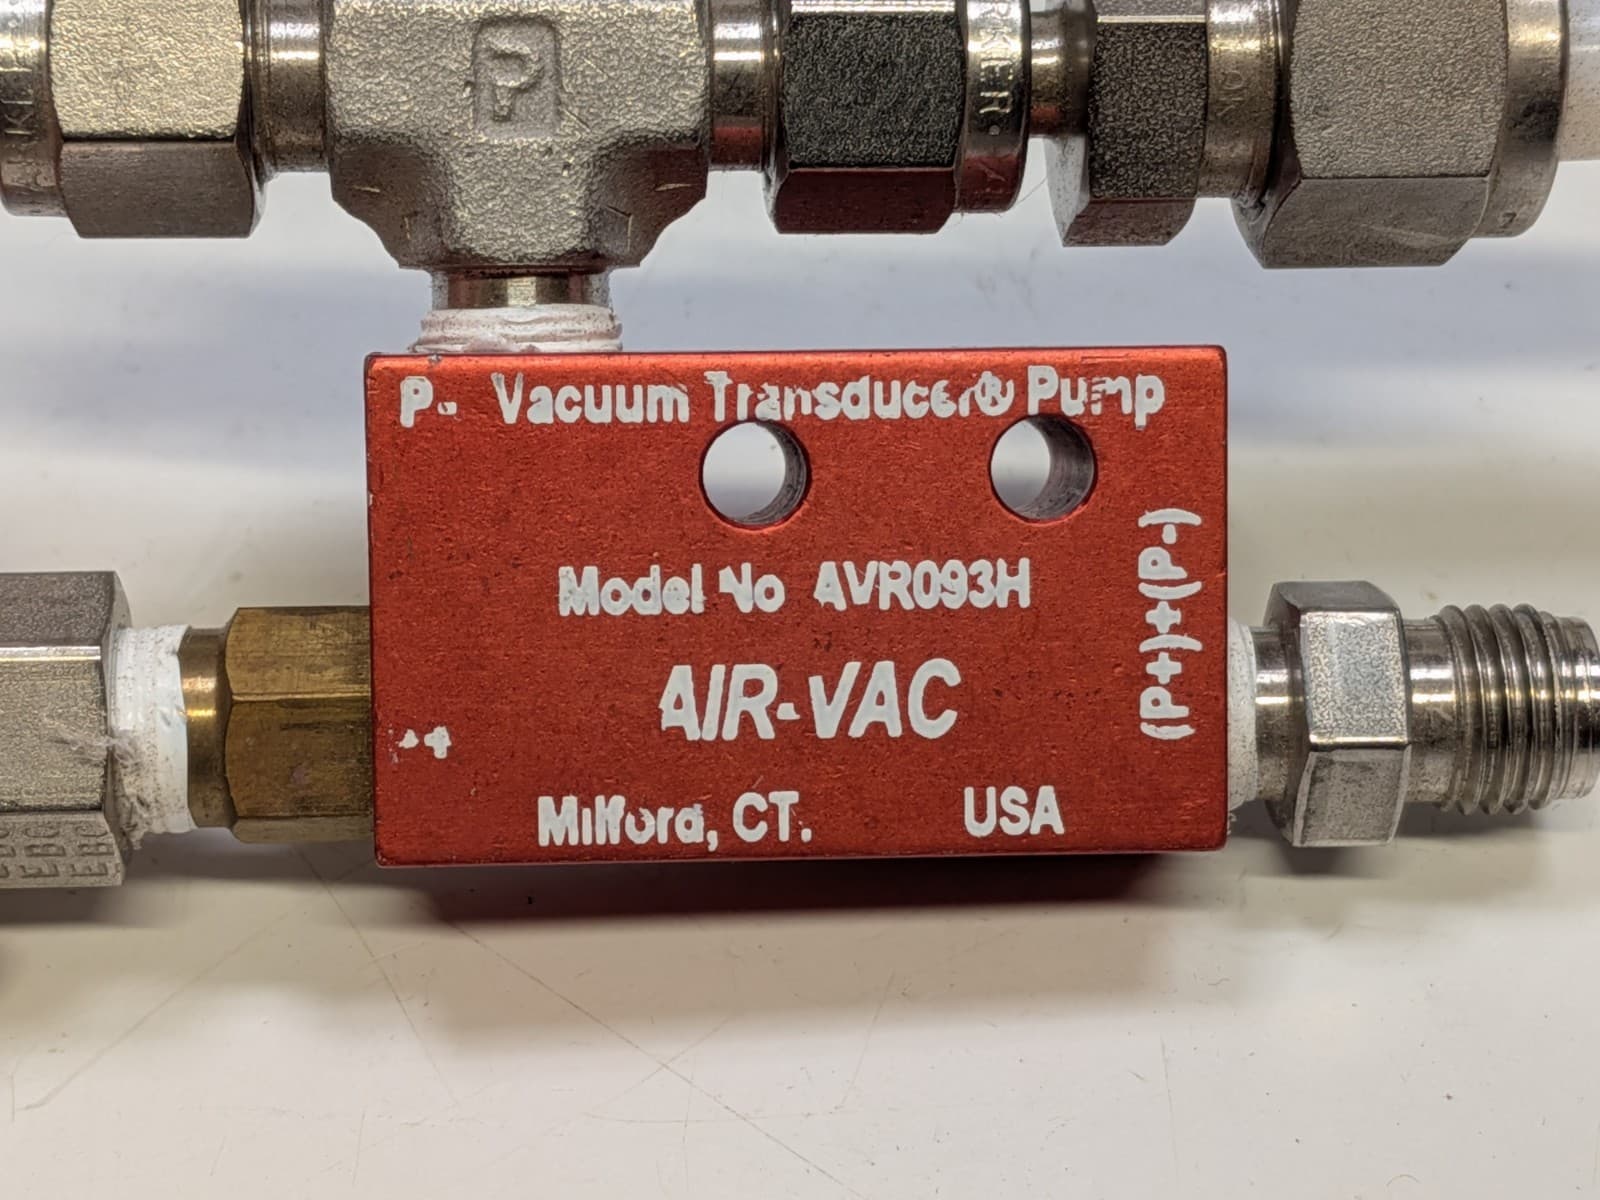 P
P- Vacuum Transducer® Pump
(P+)+(P-)
Model No AVR093H
AIR-VAC
Milford, CT. USA